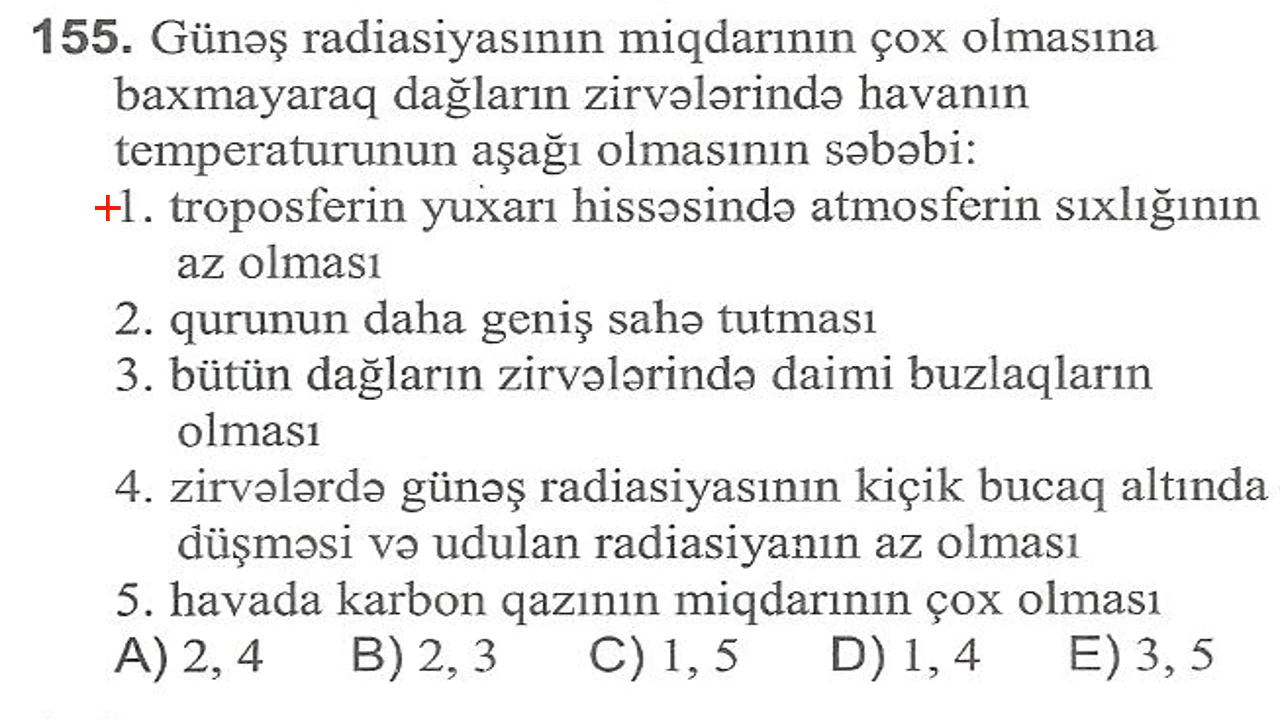 155. Günəş radiasiyasının miqdarının çox olmasına
baxmayaraq dağların zirvələrində havanın
temperaturunun aşağı olmasının səbəbi:
+1. troposferin yuxarı hissəsində atmosferin sıxlığının
az olması
2. qurunun daha geniş sahə tutması
3. bütün dağların zirvələrində daimi buzlaqların
olması
4. zirvələrdə günəş radiasiyasının kiçik bucaq altında
düşməsi və udulan radiasiyanın az olması
5. havada karbon qazının miqdarının çox olması
A) 2, 4 B) 2, 3 C) 1, 5 D) 1, 4 E) 3, 5